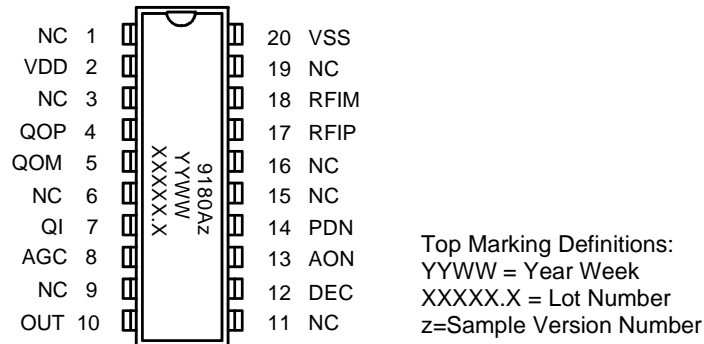 NC 1 20 VSS
VDD 2 19 NC
NC 3 18 RFIM
QOP 4 17 RFIP
QOM 5 16 NC
NC 6 15 NC
QI 7 14 PDN
AGC 8 13 AON
NC 9 12 DEC
OUT 10 11 NC
9180Az
YYWW
XXXXX.X
Top Marking Definitions:
YYWW = Year Week
XXXXX.X = Lot Number
z=Sample Version Number